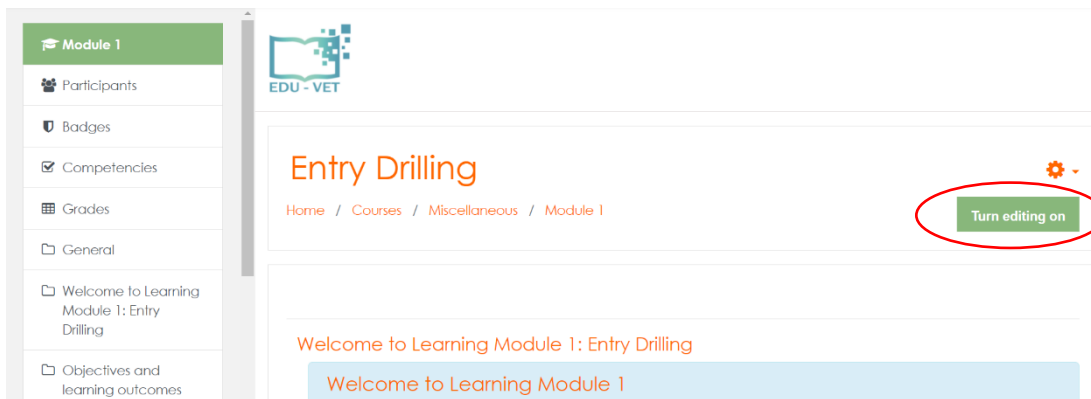 Module 1
Participants
Badges
Competencies
Grades
General
Welcome to Learning
Module 1: Entry
Drilling
Objectives and
learning outcomes
EDU - VET
Entry Drilling
Home / Courses / Miscellaneous / Module 1
Turn editing on
Welcome to Learning Module 1: Entry Drilling
Welcome to Learning Module 1